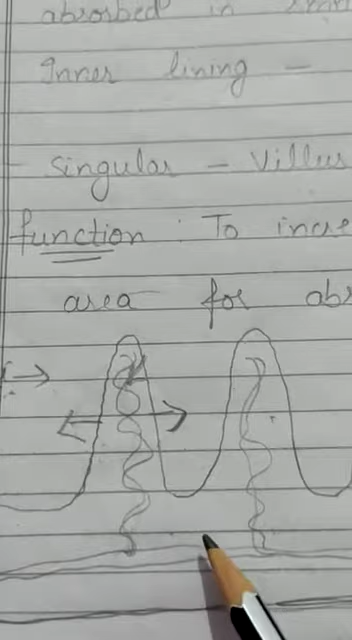 absorbed in
Inner lining -
singular - Villus
function : To
area for